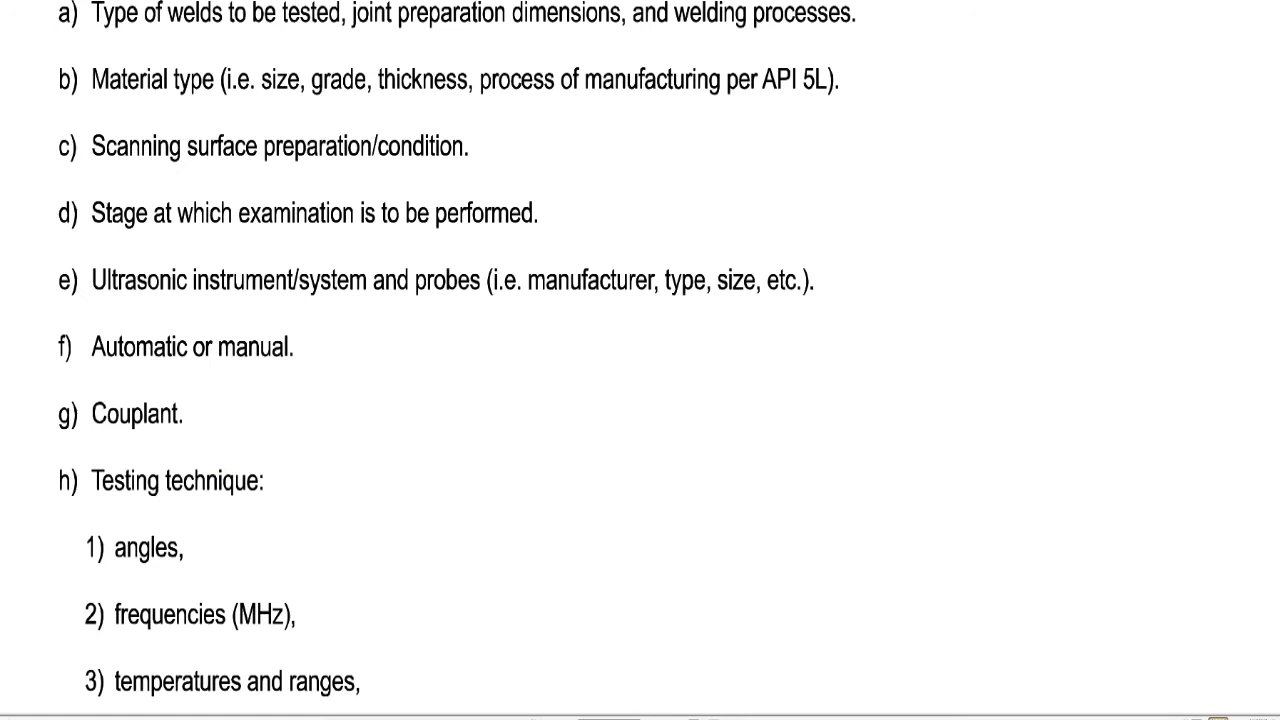 a) Type of welds to be tested, joint preparation dimensions, and welding processes.
b) Material type (i.e. size, grade, thickness, process of manufacturing per API 5L).
c) Scanning surface preparation/condition.
d) Stage at which examination is to be performed.
e) Ultrasonic instrument/system and probes (i.e. manufacturer, type, size, etc.).
f) Automatic or manual.
g) Couplant.
h) Testing technique:
1) angles,
2) frequencies (MHz),
3) temperatures and ranges,